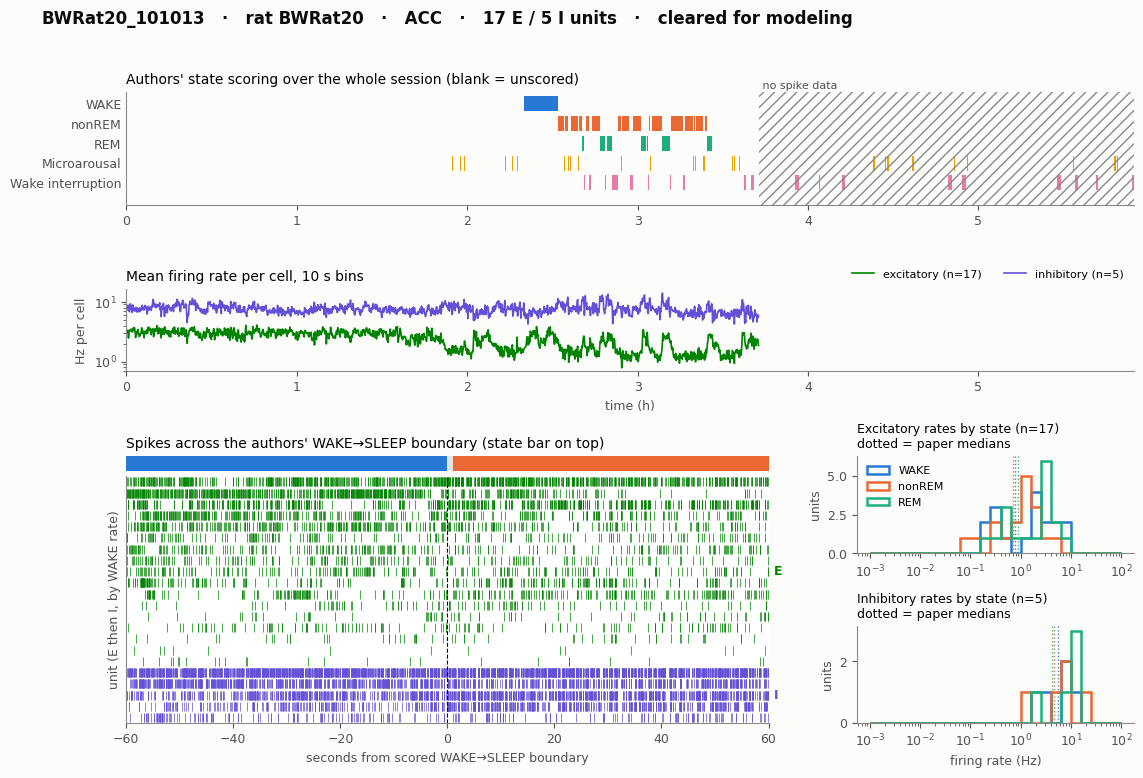 BWRat20_101013   ·   rat BWRat20   ·   ACC   ·   17 E / 5 I units   ·   cleared for modeling
Authors' state scoring over the whole session (blank = unscored)
no spike data
WAKE
nonREM
REM
Microarousal
Wake interruption
0 1 2 3 4 5
Mean firing rate per cell, 10 s bins
excitatory (n=17) inhibitory (n=5)
Hz per cell
10¹
10⁰
0 1 2 3 4 5
time (h)
Spikes across the authors' WAKE→SLEEP boundary (state bar on top)
unit (E then I, by WAKE rate)
E
I
−60 −40 −20 0 20 40 60
seconds from scored WAKE→SLEEP boundary
Excitatory rates by state (n=17)
dotted = paper medians
WAKE
nonREM
REM
units
5.0
2.5
0.0
10⁻³ 10⁻² 10⁻¹ 10⁰ 10¹ 10²
Inhibitory rates by state (n=5)
dotted = paper medians
units
2
0
10⁻³ 10⁻² 10⁻¹ 10⁰ 10¹ 10²
firing rate (Hz)